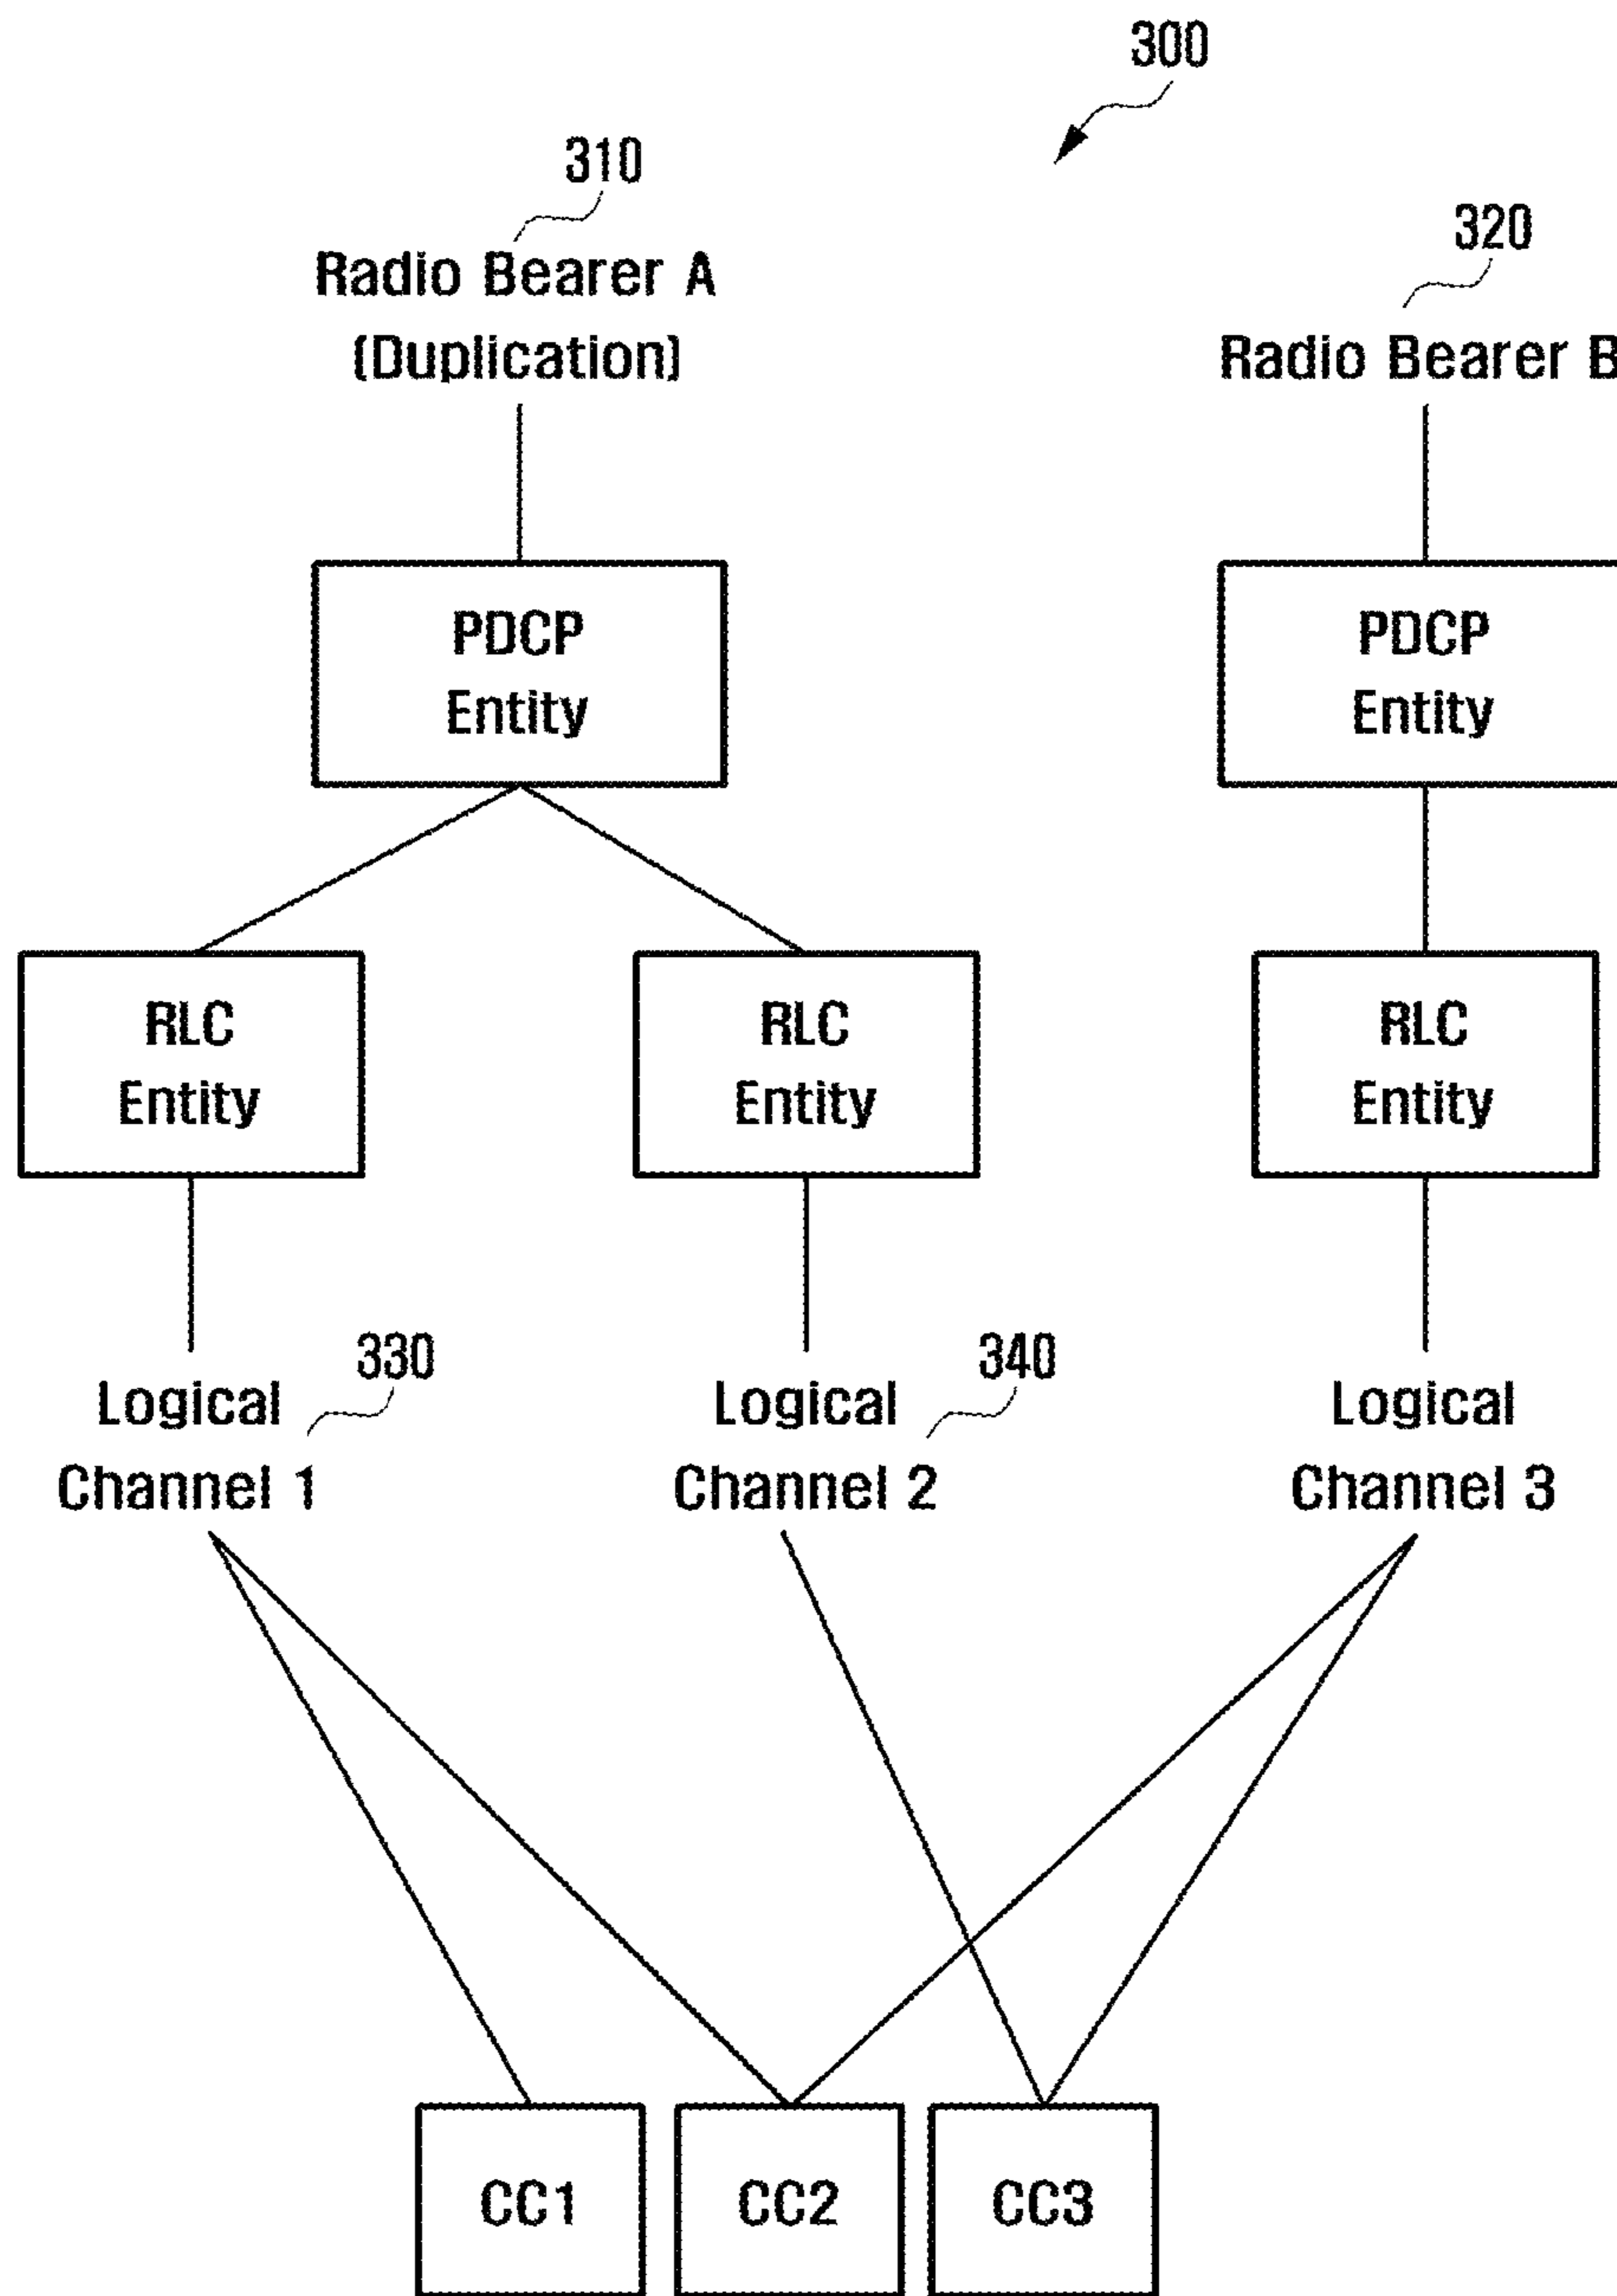 300
310
Radio Bearer A
(Duplication)
320
Radio Bearer B
PDCP
Entity
PDCP
Entity
RLC
Entity
RLC
Entity
RLC
Entity
330
Logical
Channel 1
340
Logical
Channel 2
Logical
Channel 3
CC1
CC2
CC3